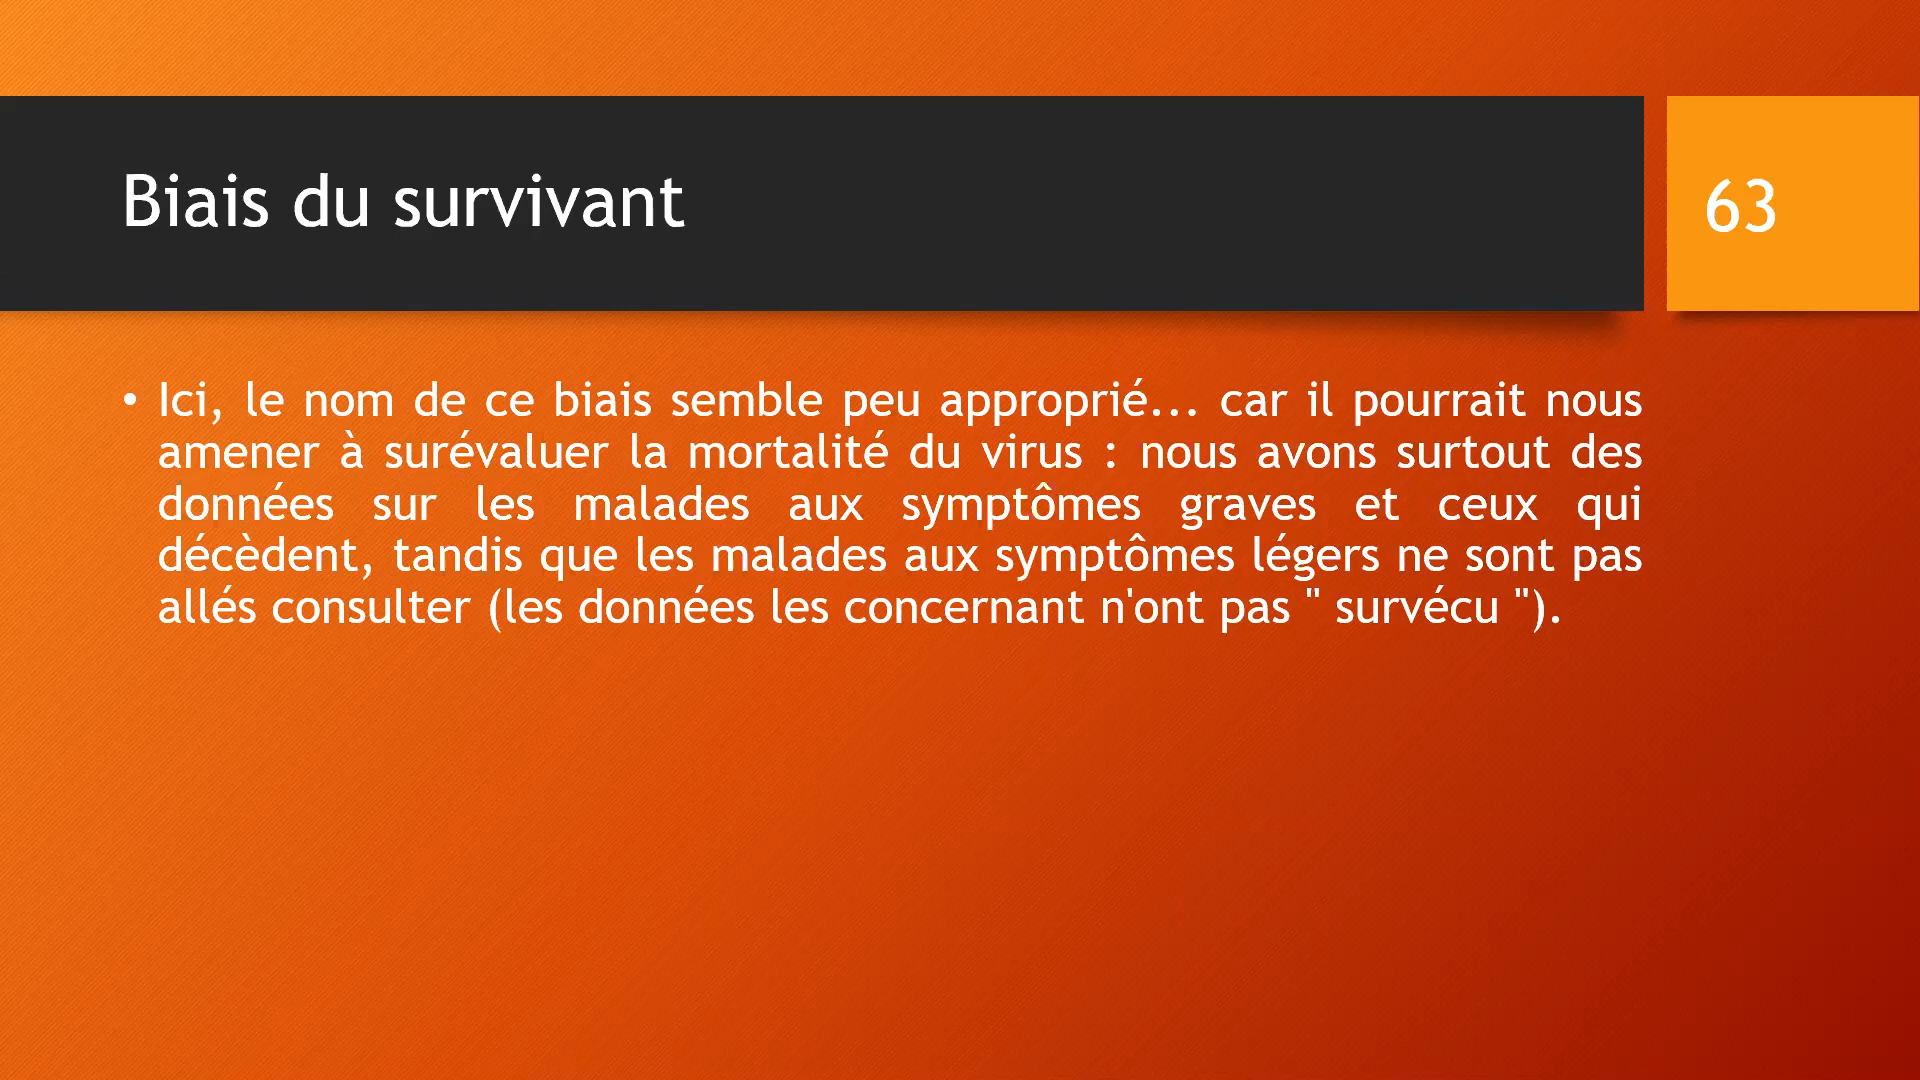 Biais du survivant
63
• Ici, le nom de ce biais semble peu approprié... car il pourrait nous
amener à surévaluer la mortalité du virus : nous avons surtout des
données sur les malades aux symptômes graves et ceux qui
décèdent, tandis que les malades aux symptômes légers ne sont pas
allés consulter (les données les concernant n'ont pas " survécu ").